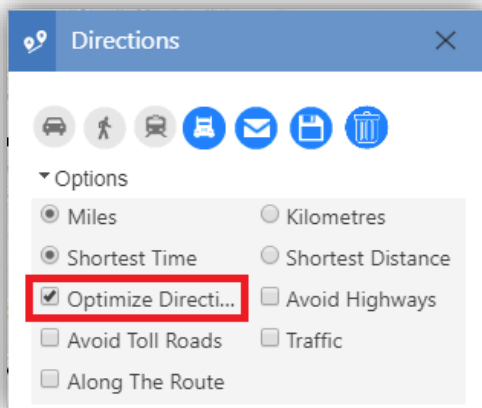 Directions
Options
Miles Kilometres
Shortest Time Shortest Distance
Optimize Directi... Avoid Highways
Avoid Toll Roads Traffic
Along The Route